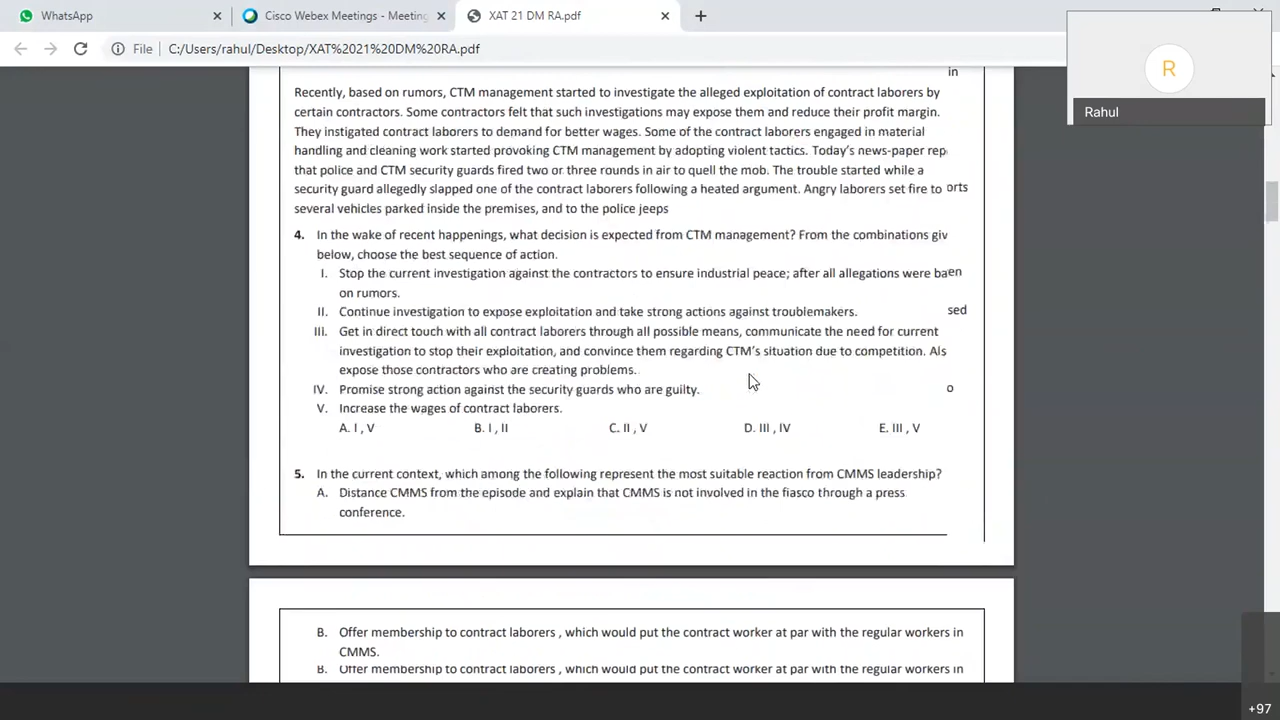 WhatsApp
Cisco Webex Meetings - Meeting
XAT 21 DM RA.pdf
File C:/Users/rahul/Desktop/XAT%2021%20DM%20RA.pdf
R
Rahul
in
Recently, based on rumors, CTM management started to investigate the alleged exploitation of contract laborers by
certain contractors. Some contractors felt that such investigations may expose them and reduce their profit margin.
They instigated contract laborers to demand for better wages. Some of the contract laborers engaged in material
handling and cleaning work started provoking CTM management by adopting violent tactics. Today's news-paper rep
that police and CTM security guards fired two or three rounds in air to quell the mob. The trouble started while a
security guard allegedly slapped one of the contract laborers following a heated argument. Angry laborers set fire to orts
several vehicles parked inside the premises, and to the police jeeps
4. In the wake of recent happenings, what decision is expected from CTM management? From the combinations giv
below, choose the best sequence of action.
I. Stop the current investigation against the contractors to ensure industrial peace; after all allegations were ba en
on rumors.
II. Continue investigation to expose exploitation and take strong actions against troublemakers. sed
III. Get in direct touch with all contract laborers through all possible means, communicate the need for current
investigation to stop their exploitation, and convince them regarding CTM's situation due to competition. Als
expose those contractors who are creating problems.
IV. Promise strong action against the security guards who are guilty. o
V. Increase the wages of contract laborers.
A. I , V B. I , II C. II , V D. III , IV E. III , V
5. In the current context, which among the following represent the most suitable reaction from CMMS leadership?
A. Distance CMMS from the episode and explain that CMMS is not involved in the fiasco through a press
conference.
B. Offer membership to contract laborers , which would put the contract worker at par with the regular workers in
CMMS.
B. Offer membership to contract laborers , which would put the contract worker at par with the regular workers in
+97